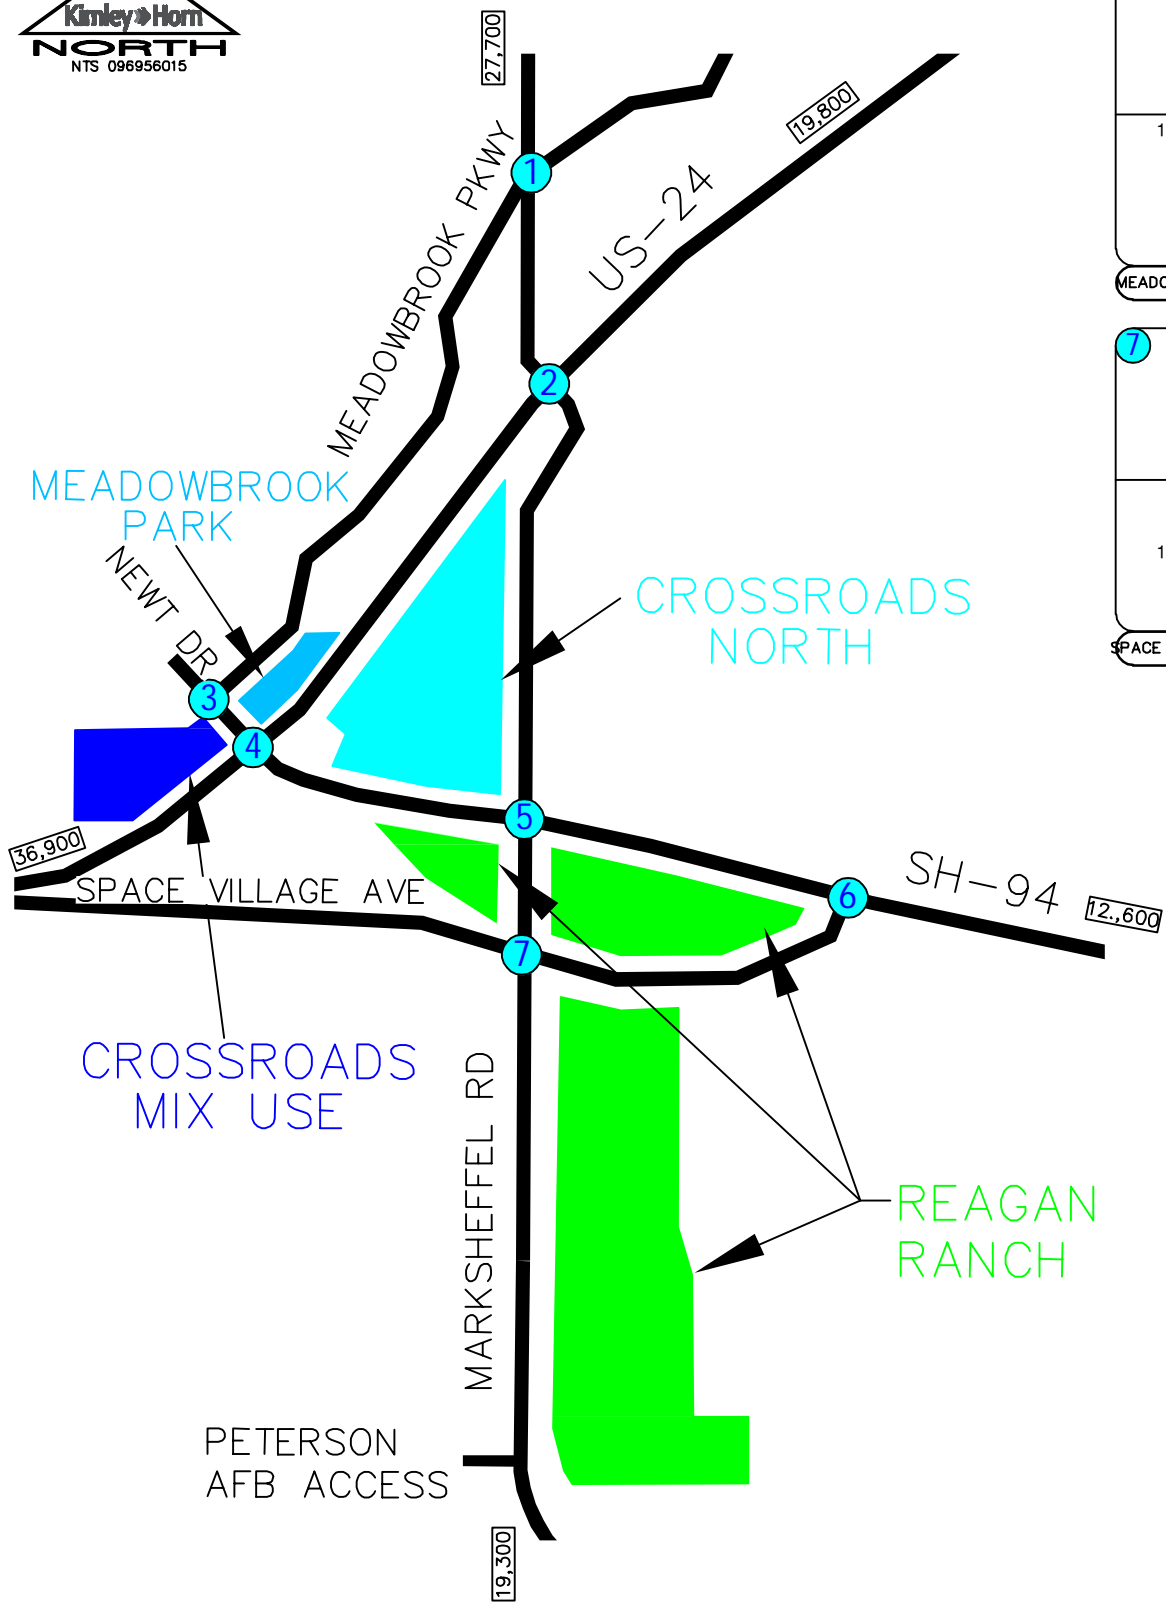 Kimley»Horn
NORTH
NTS 096956015
27,700
19,800
1
MEADOWBROOK PKWY
1
US-24
2
7
MEADOWBROOK
PARK
NEWT DR
CROSSROADS
NORTH
1
SPACE
3
4
5
36,900
SPACE VILLAGE AVE
SH-94
6
12.,600
7
CROSSROADS
MIX USE
MARKSHEFFEL RD
REAGAN
RANCH
PETERSON
AFB ACCESS
19,300